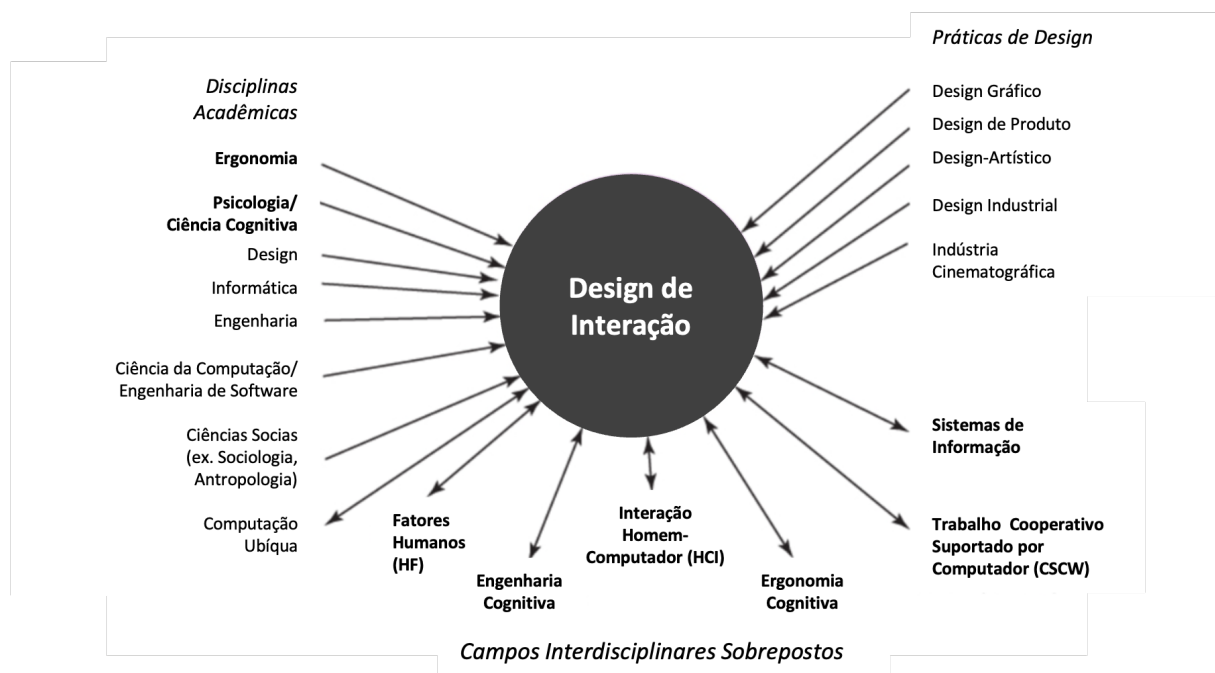 Práticas de Design
Disciplinas
Acadêmicas
Ergonomia
Psicologia/
Ciência Cognitiva
Design
Informática
Engenharia
Ciência da Computação/
Engenharia de Software
Ciências Socias
(ex. Sociologia,
Antropologia)
Computação
Ubíqua
Design de
Interação
Design Gráfico
Design de Produto
Design-Artístico
Design Industrial
Indústria
Cinematográfica
Sistemas de
Informação
Trabalho Cooperativo
Suportado por
Computador (CSCW)
Fatores
Humanos
(HF)
Engenharia
Cognitiva
Interação
Homem-
Computador (HCI)
Ergonomia
Cognitiva
Campos Interdisciplinares Sobrepostos